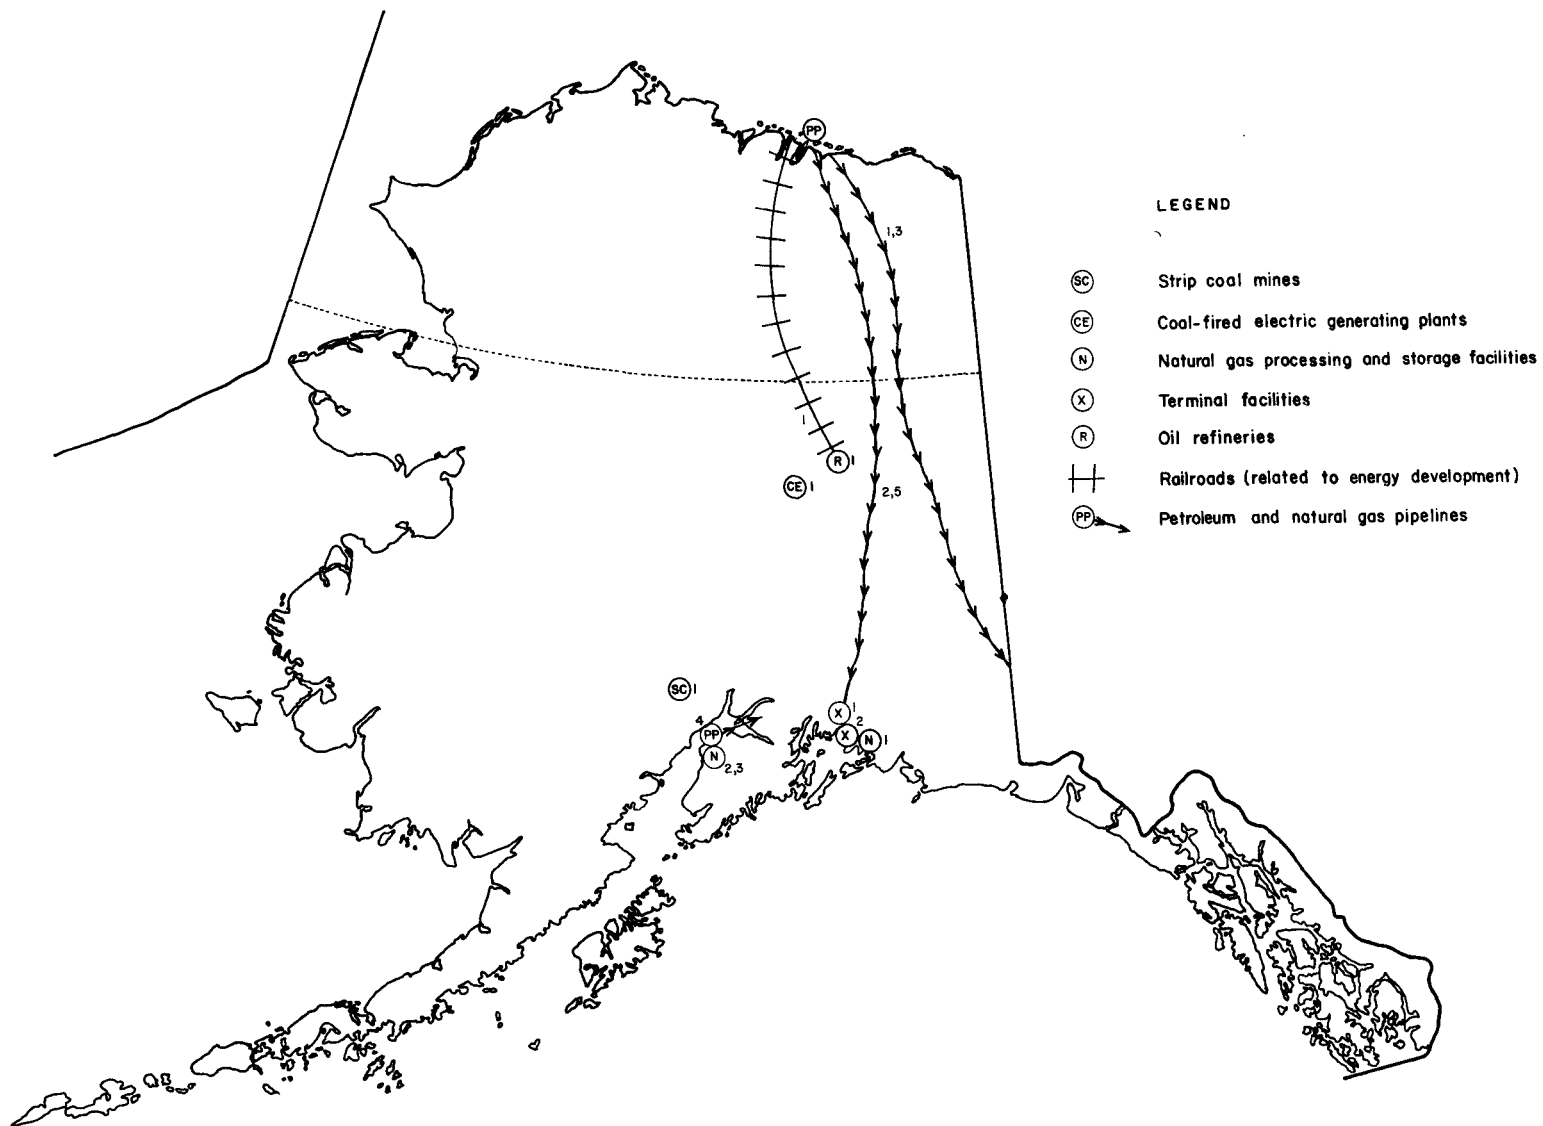 PP
1,3
LEGEND
SC Strip coal mines
CE Coal-fired electric generating plants
N Natural gas processing and storage facilities
X Terminal facilities
R Oil refineries
Railroads (related to energy development)
PP Petroleum and natural gas pipelines
1
R 1
CE 1
2,5
SC 1
4
PP
N 2,3
X 1
X 2
N 1